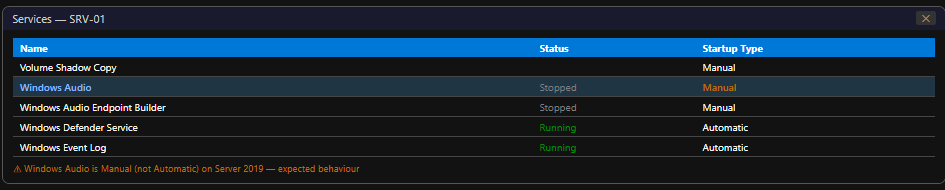 Services — SRV-01
Name Status Startup Type
Volume Shadow Copy Manual
Windows Audio Stopped Manual
Windows Audio Endpoint Builder Stopped Manual
Windows Defender Service Running Automatic
Windows Event Log Running Automatic
⚠ Windows Audio is Manual (not Automatic) on Server 2019 — expected behaviour